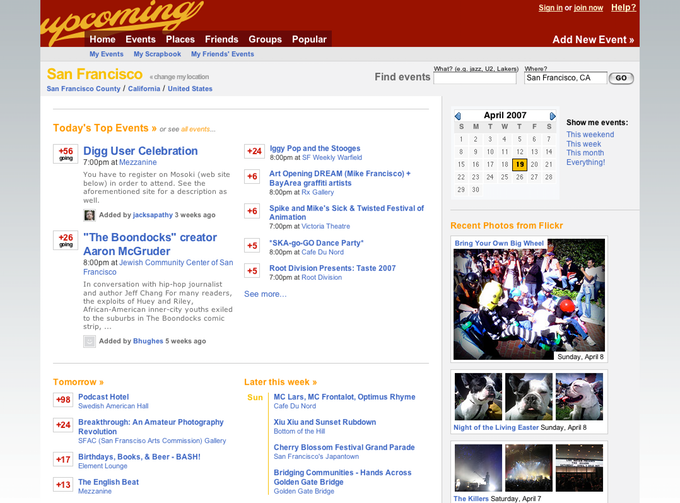 upcoming
Sign in or join now Help?
Home Events Places Friends Groups Popular
Add New Event »
My Events My Scrapbook My Friends' Events
San Francisco « change my location
San Francisco County / California / United States
Find events
What? (e.g. jazz, U2, Lakers)
Where?
San Francisco, CA
GO
Today's Top Events » or see all events...
+56
going
Digg User Celebration
7:00pm at Mezzanine
You have to register on Mosoki (web site
below) in order to attend. See the
aforementioned site for a description as
well.
Added by jacksapathy 3 weeks ago
+26
going
"The Boondocks" creator
Aaron McGruder
8:00pm at Jewish Community Center of San
Francisco
In conversation with hip-hop journalist
and author Jeff Chang For many readers,
the exploits of Huey and Riley,
African-American inner-city youths exiled
to the suburbs in The Boondocks comic
strip, ...
Added by Bhughes 5 weeks ago
+24
Iggy Pop and the Stooges
8:00pm at SF Weekly Warfield
+6
Art Opening DREAM (Mike Francisco) +
BayArea graffiti artists
8:00pm at Rx Gallery
+6
Spike and Mike's Sick & Twisted Festival of
Animation
7:00pm at Victoria Theatre
+5
*SKA-go-GO Dance Party*
8:00pm at Cafe Du Nord
+5
Root Division Presents: Taste 2007
7:00pm at Root Division
See more...
April 2007
S M T W T F S
1 2 3 4 5 6 7
8 9 10 11 12 13 14
15 16 17 18 19 20 21
22 23 24 25 26 27 28
29 30
Show me events:
This weekend
This week
This month
Everything!
Recent Photos from Flickr
Bring Your Own Big Wheel
Sunday, April 8
Night of the Living Easter Sunday, April 8
The Killers Saturday, April 7
Tomorrow »
+98
Podcast Hotel
Swedish American Hall
+24
Breakthrough: An Amateur Photography
Revolution
SFAC (San Fransciso Arts Commission) Gallery
+17
Birthdays, Books, & Beer - BASH!
Element Lounge
+13
The English Beat
Mezzanine
Later this week »
Sun
MC Lars, MC Frontalot, Optimus Rhyme
Cafe Du Nord
Xiu Xiu and Sunset Rubdown
Bottom of the Hill
Cherry Blossom Festival Grand Parade
San Francisco's Japantown
Bridging Communities - Hands Across
Golden Gate Bridge
Golden Gate Bridge